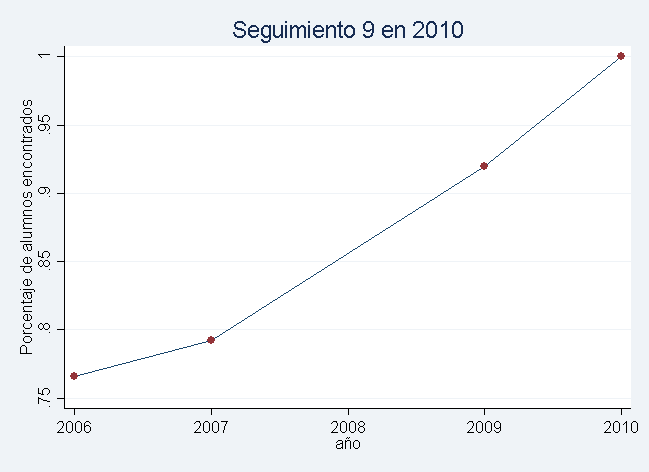 Seguimiento 9 en 2010
Porcentaje de alumnos encontrados
1
.95
.9
.85
.8
.75
2006 2007 2008 2009 2010
año